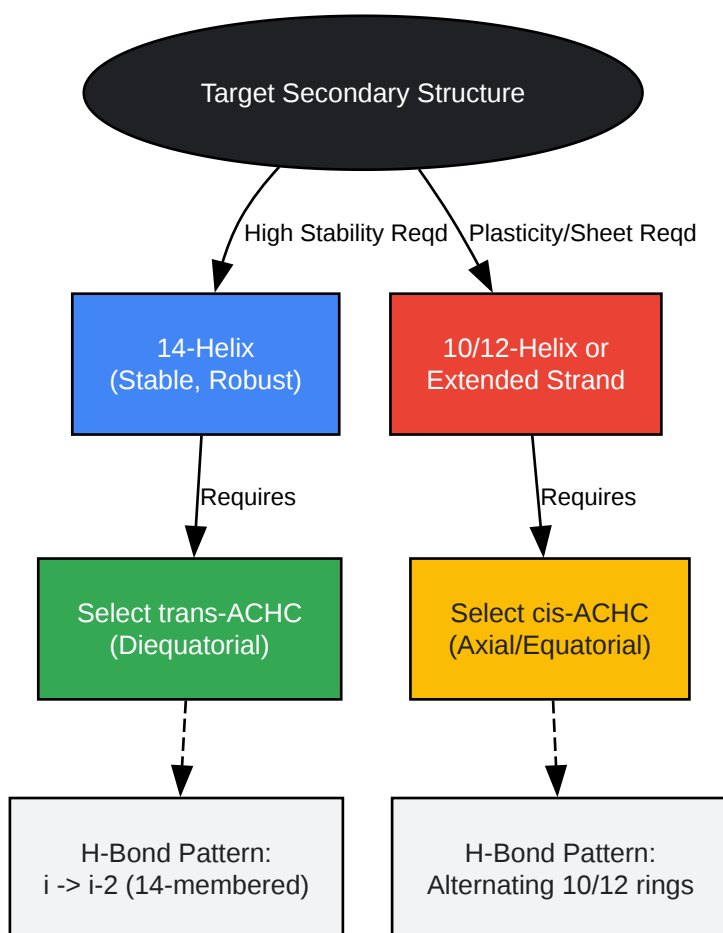 Target Secondary Structure
High Stability Reqd
Plasticity/Sheet Reqd
14-Helix
(Stable, Robust)
10/12-Helix or
Extended Strand
Requires
Requires
Select trans-ACHC
(Diequatorial)
Select cis-ACHC
(Axial/Equatorial)
H-Bond Pattern:
i -> i-2 (14-membered)
H-Bond Pattern:
Alternating 10/12 rings